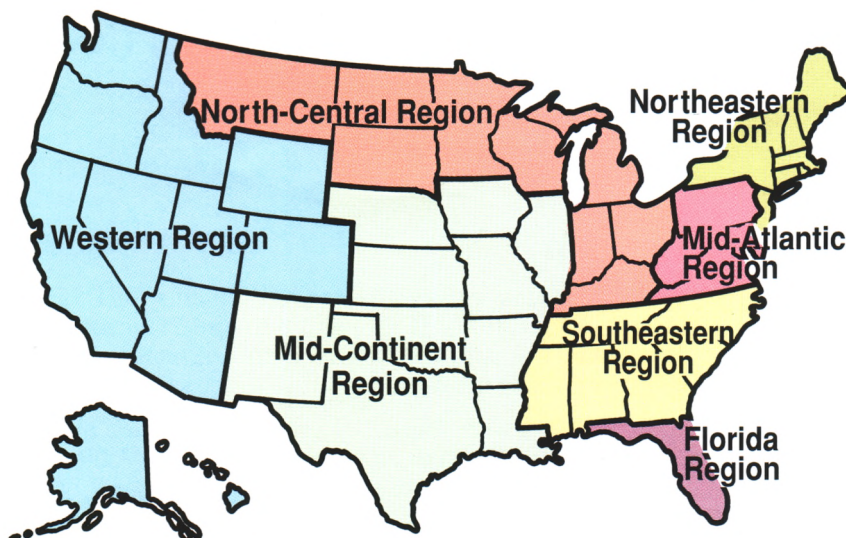 North-Central Region
Northeastern
Region
Western Region
Mid-Atlantic
Region
Mid-Continent
Region
Southeastern
Region
Florida
Region